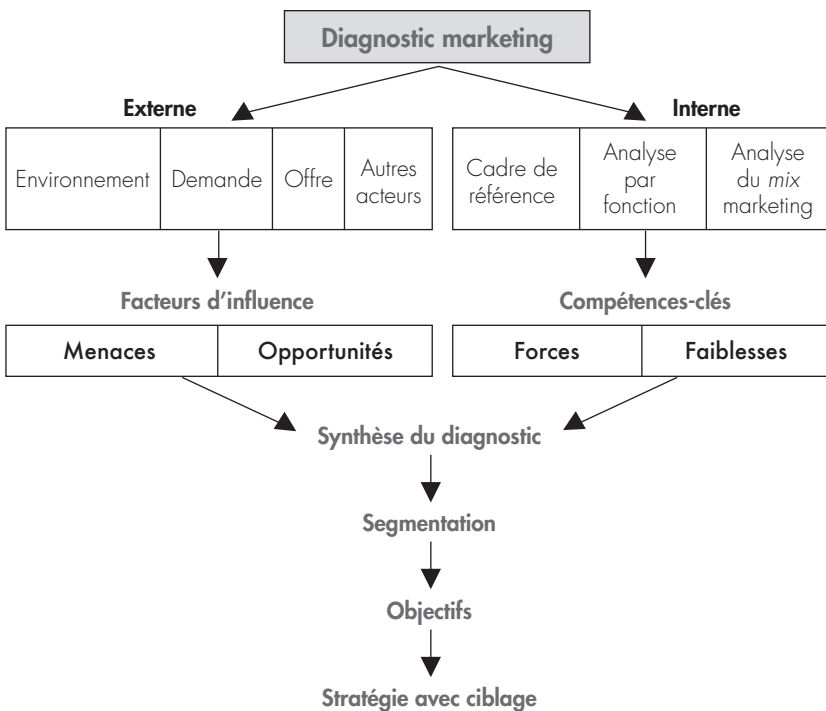 Diagnostic marketing
Externe
Interne
Environnement
Demande
Offre
Autres
acteurs
Cadre de
référence
Analyse
par
fonction
Analyse
du mix
marketing
Facteurs d’influence
Compétences-clés
Menaces
Opportunités
Forces
Faiblesses
Synthèse du diagnostic
Segmentation
Objectifs
Stratégie avec ciblage